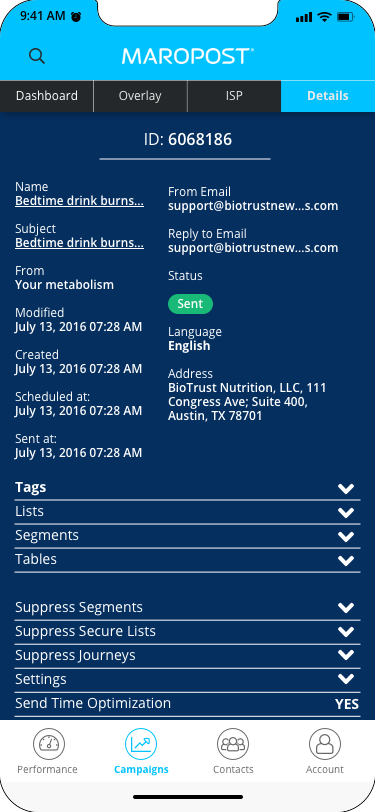 9:41 AM
MAROPOST
Dashboard
Overlay
ISP
Details
ID: 6068186
Name
Bedtime drink burns...
Subject
Bedtime drink burns...
From
Your metabolism
Modified
July 13, 2016 07:28 AM
Created
July 13, 2016 07:28 AM
Scheduled at:
July 13, 2016 07:28 AM
Sent at:
July 13, 2016 07:28 AM
From Email
support@biotrustnew...s.com
Reply to Email
support@biotrustnew...s.com
Status
Sent
Language
English
Address
BioTrust Nutrition, LLC, 111
Congress Ave; Suite 400,
Austin, TX 78701
Tags
Lists
Segments
Tables
Suppress Segments
Suppress Secure Lists
Suppress Journeys
Settings
Send Time Optimization YES
Performance
Campaigns
Contacts
Account